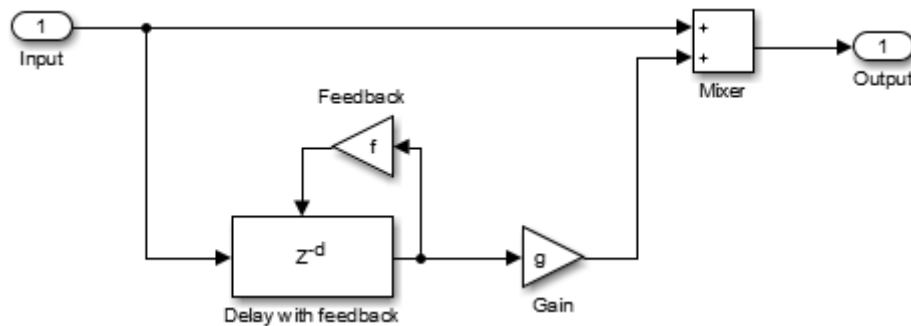 1
Input
+
+
Mixer
1
Output
Feedback
f
Z-d
Delay with feedback
g
Gain